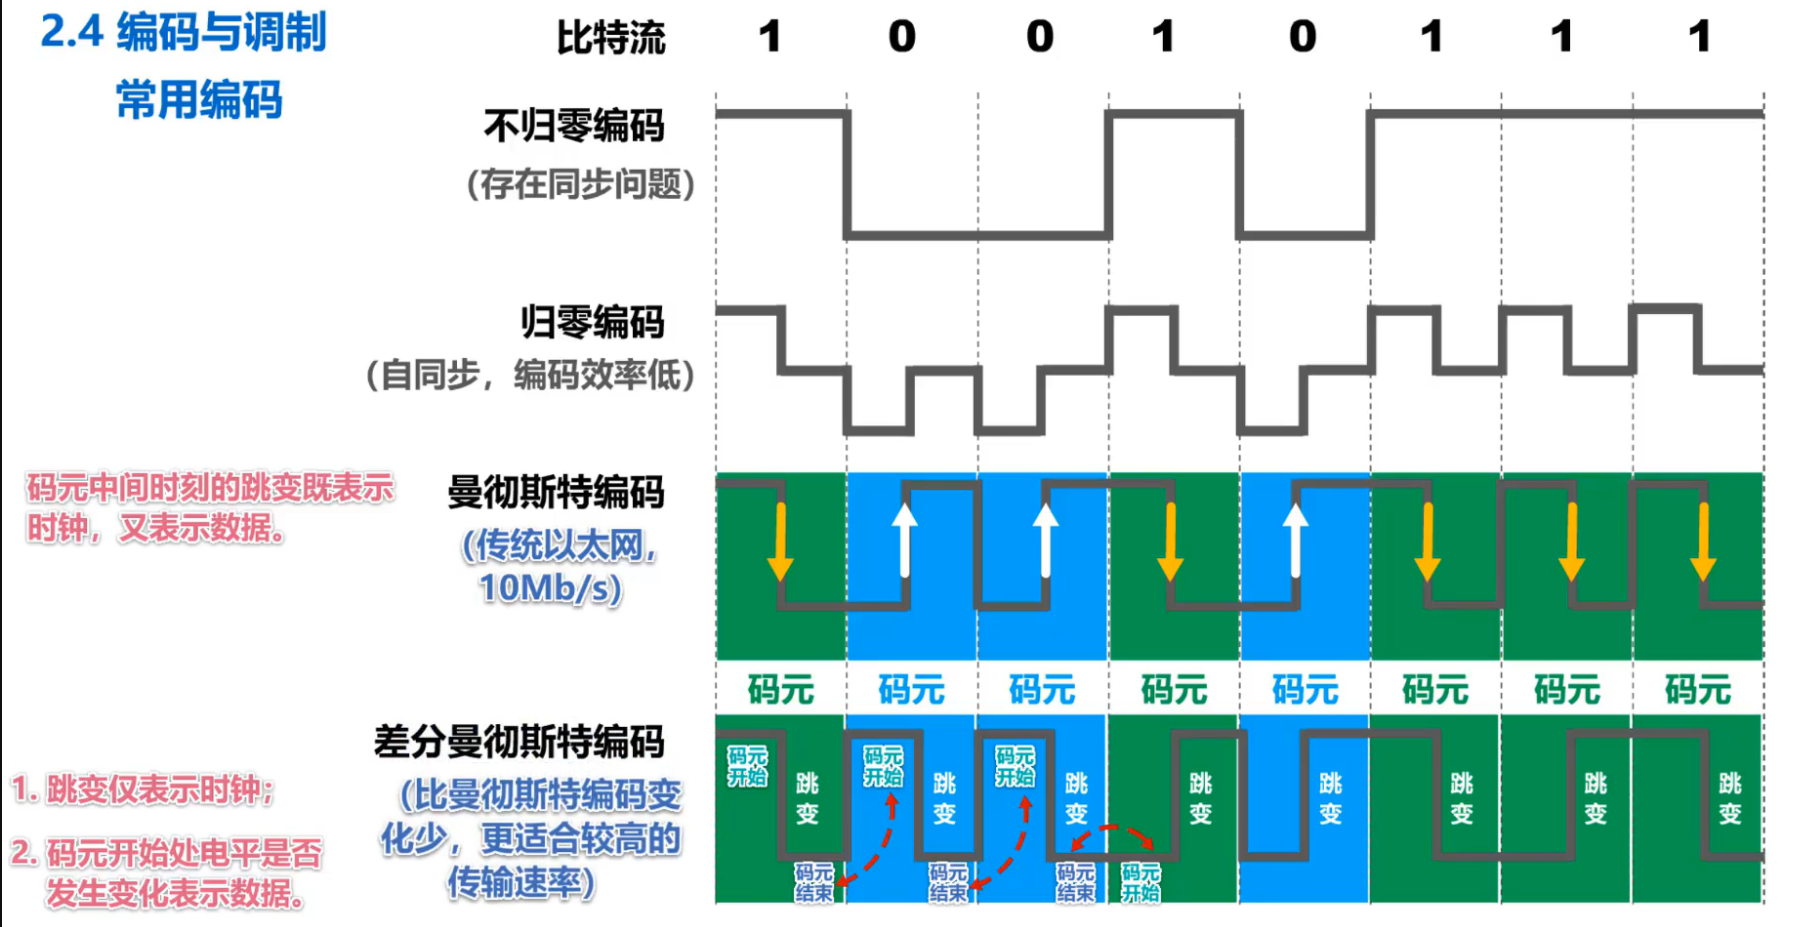 2.4 编码与调制
常用编码
比特流 1 0 0 1 0 1 1 1
不归零编码
（存在同步问题）
归零编码
（自同步，编码效率低）
码元中间时刻的跳变既表示
时钟，又表示数据。
曼彻斯特编码
（传统以太网，
10Mb/s）
码元 码元 码元 码元 码元 码元 码元 码元
差分曼彻斯特编码
（比曼彻斯特编码变
化少，更适合较高的
传输速率）
1. 跳变仅表示时钟；
2. 码元开始处电平是否
发生变化表示数据。
码元
开始
跳
变
码元
结束
码元
开始
跳
变
码元
结束
码元
开始
跳
变
码元
结束
码元
开始
跳
变
跳
变
跳
变
跳
变
跳
变